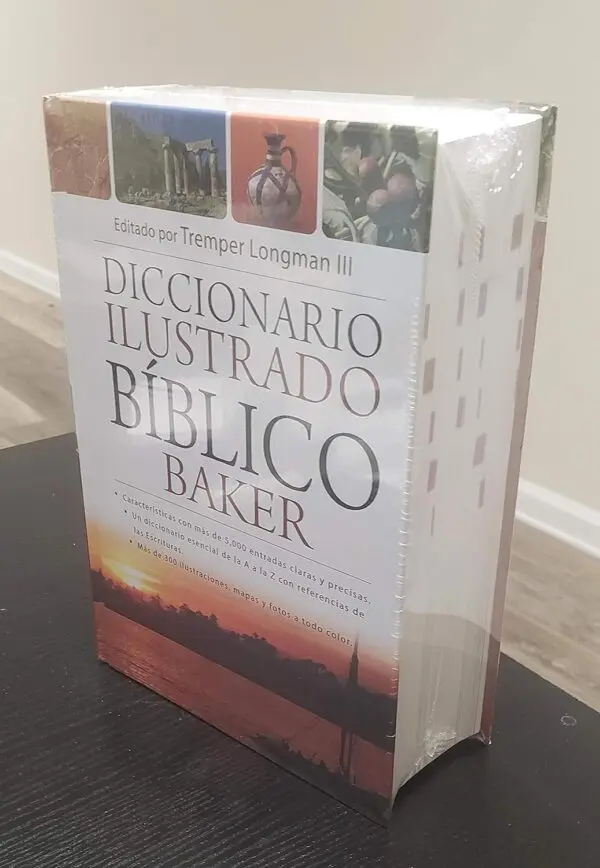 Editado por Tremper Longman III
DICCIONARIO
ILUSTRADO
BÍBLICO
BAKER
• Características con más de 5,000 entradas claras y precisas.
• Un diccionario esencial de la A a la Z con referencias de
las Escrituras.
• Más de 300 ilustraciones, mapas y fotos a todo color.